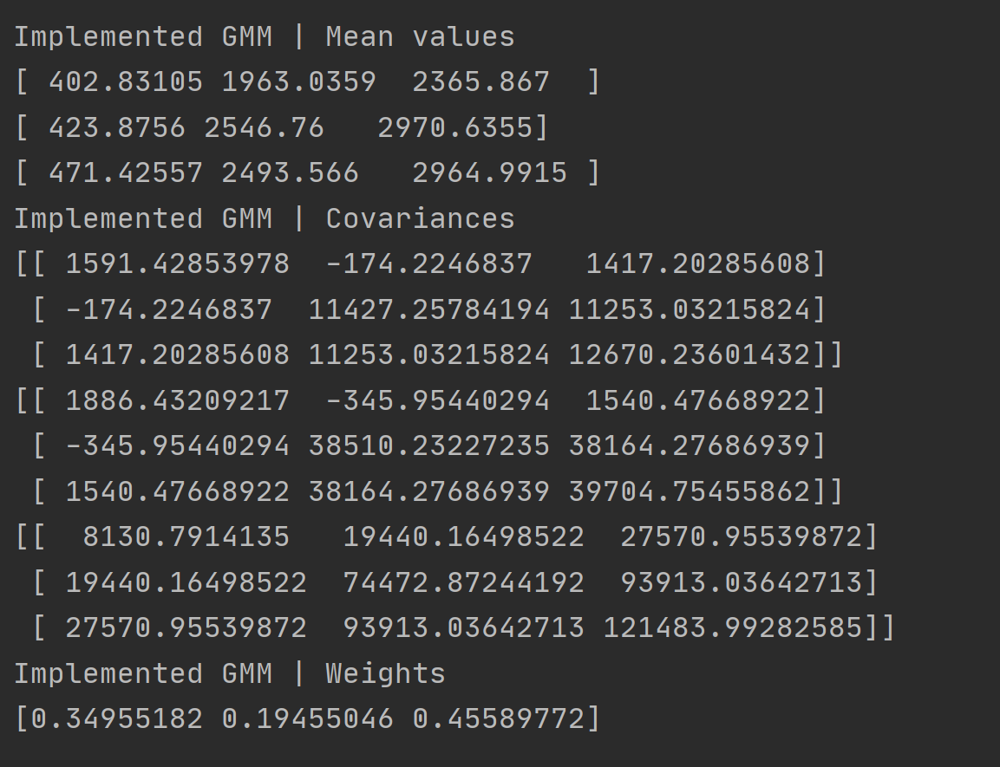 Implemented GMM | Mean values
[ 402.83105 1963.0359  2365.867  ]
[ 423.8756 2546.76   2970.6355]
[ 471.42557 2493.566   2964.9915 ]
Implemented GMM | Covariances
[[ 1591.42853978  -174.2246837   1417.20285608]
 [ -174.2246837  11427.25784194 11253.03215824]
 [ 1417.20285608 11253.03215824 12670.23601432]]
[[ 1886.43209217  -345.95440294  1540.47668922]
 [ -345.95440294 38510.23227235 38164.27686939]
 [ 1540.47668922 38164.27686939 39704.75455862]]
[[  8130.7914135   19440.16498522  27570.95539872]
 [ 19440.16498522  74472.87244192  93913.03642713]
 [ 27570.95539872  93913.03642713 121483.99282585]]
Implemented GMM | Weights
[0.34955182 0.19455046 0.45589772]